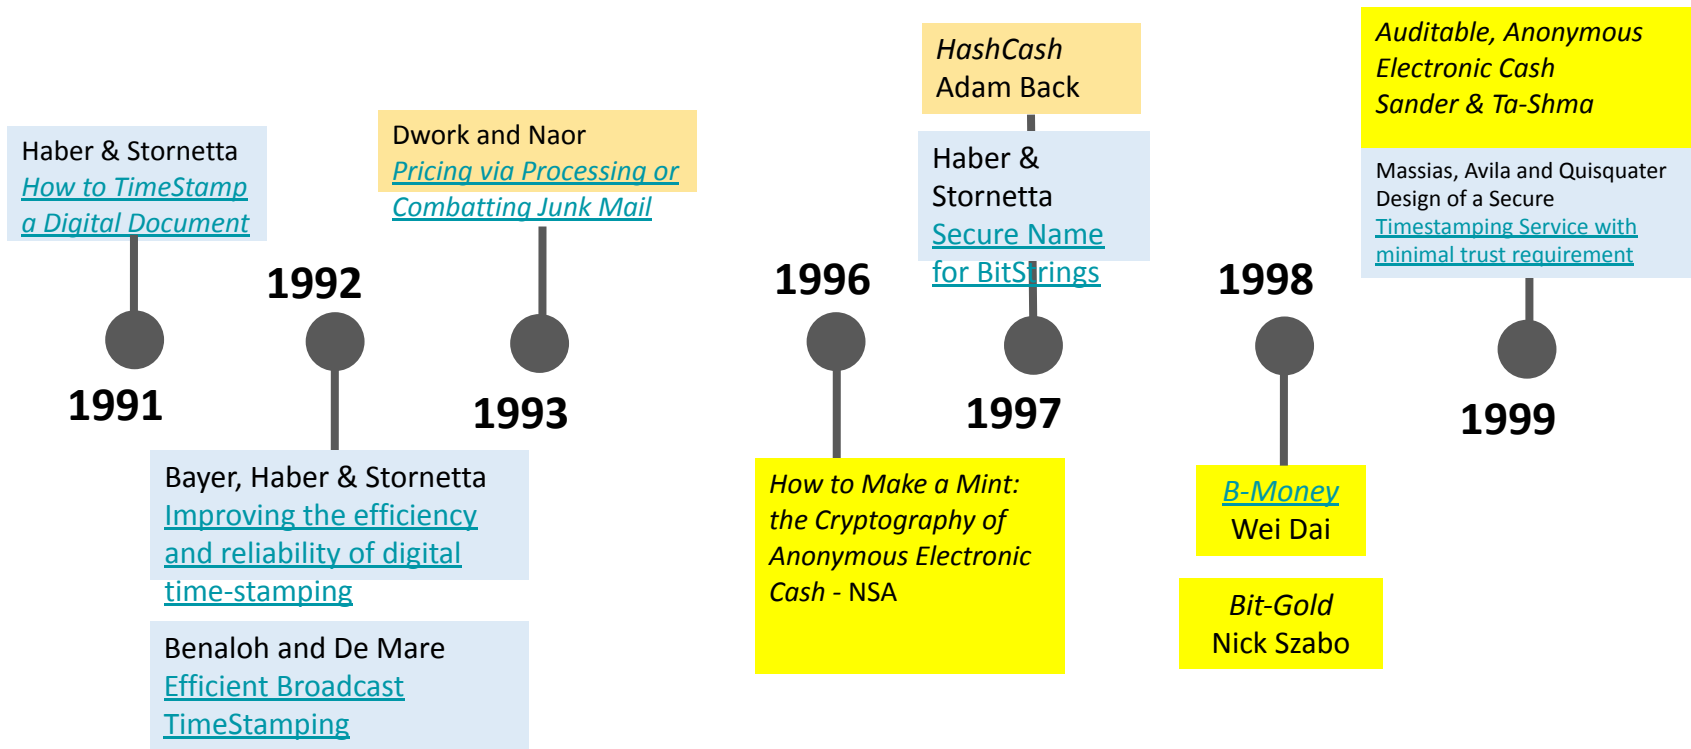 Haber & Stornetta
How to TimeStamp
a Digital Document
1991
1992
Bayer, Haber & Stornetta
Improving the efficiency
and reliability of digital
time-stamping
Benaloh and De Mare
Efficient Broadcast
TimeStamping
Dwork and Naor
Pricing via Processing or
Combatting Junk Mail
1993
1996
How to Make a Mint:
the Cryptography of
Anonymous Electronic
Cash - NSA
HashCash
Adam Back
Haber &
Stornetta
Secure Name
for BitStrings
1997
1998
B-Money
Wei Dai
Bit-Gold
Nick Szabo
Auditable, Anonymous
Electronic Cash
Sander & Ta-Shma
Massias, Avila and Quisquater
Design of a Secure
Timestamping Service with
minimal trust requirement
1999